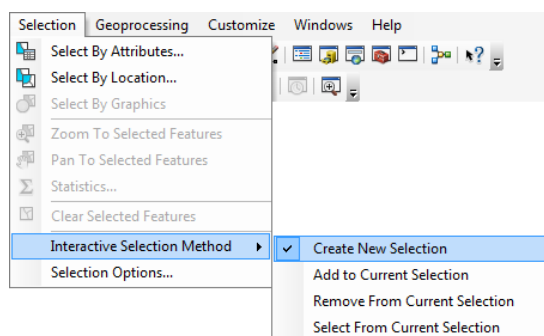 Selection Geoprocessing Customize Windows Help
Select By Attributes...
Select By Location...
Select By Graphics
Zoom To Selected Features
Pan To Selected Features
Statistics...
Clear Selected Features
Interactive Selection Method
Create New Selection
Selection Options...
Add to Current Selection
Remove From Current Selection
Select From Current Selection